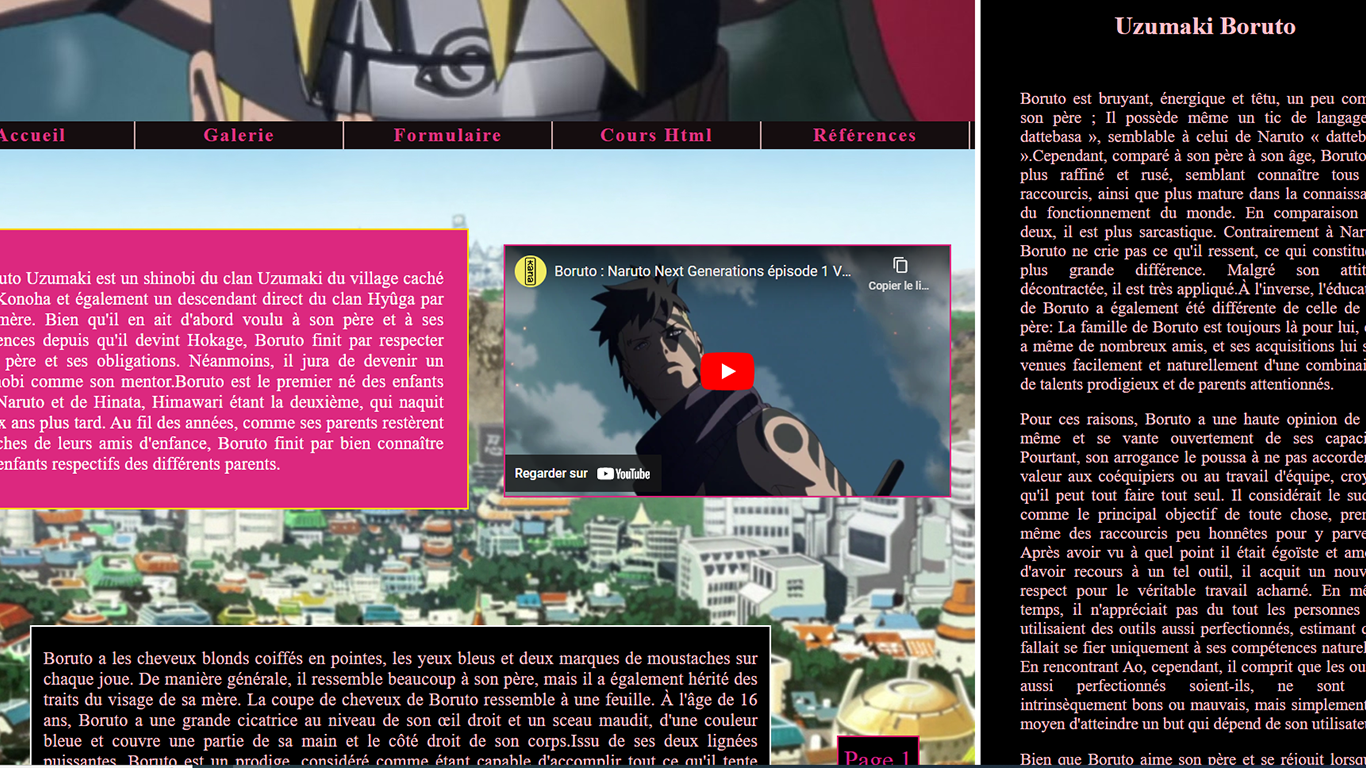 Accueil
Galerie
Formulaire
Cours Html
Références
uto Uzumaki est un shinobi du clan Uzumaki du village caché
Konoha et également un descendant direct du clan Hyûga par
mère. Bien qu'il en ait d'abord voulu à son père et à ses
ences depuis qu'il devint Hokage, Boruto finit par respecter
père et ses obligations. Néanmoins, il jura de devenir un
nobi comme son mentor.Boruto est le premier né des enfants
Naruto et de Hinata, Himawari étant la deuxième, qui naquit
x ans plus tard. Au fil des années, comme ses parents restèrent
ches de leurs amis d'enfance, Boruto finit par bien connaître
enfants respectifs des différents parents.
kana
Boruto : Naruto Next Generations épisode 1 V...
Copier le li...
Regarder sur YouTube
Boruto a les cheveux blonds coiffés en pointes, les yeux bleus et deux marques de moustaches sur
chaque joue. De manière générale, il ressemble beaucoup à son père, mais il a également hérité des
traits du visage de sa mère. La coupe de cheveux de Boruto ressemble à une feuille. À l'âge de 16
ans, Boruto a une grande cicatrice au niveau de son œil droit et un sceau maudit, d'une couleur
bleue et couvre une partie de sa main et le côté droit de son corps.Issu de ses deux lignées
puissantes, Boruto est un prodige, considéré comme étant capable d'accomplir tout ce qu'il tente
Page 1
Uzumaki Boruto
Boruto est bruyant, énergique et têtu, un peu com
son père ; Il possède même un tic de langage
dattebasa », semblable à celui de Naruto « datteb
».Cependant, comparé à son père à son âge, Boruto
plus raffiné et rusé, semblant connaître tous
raccourcis, ainsi que plus mature dans la connaissa
du fonctionnement du monde. En comparaison
deux, il est plus sarcastique. Contrairement à Nar
Boruto ne crie pas ce qu'il ressent, ce qui constitue
plus grande différence. Malgré son attit
décontractée, il est très appliqué.À l'inverse, l'éduca
de Boruto a également été différente de celle de
père: La famille de Boruto est toujours là pour lui,
a même de nombreux amis, et ses acquisitions lui s
venues facilement et naturellement d'une combinai
de talents prodigieux et de parents attentionnés.
Pour ces raisons, Boruto a une haute opinion de
même et se vante ouvertement de ses capaci
Pourtant, son arrogance le poussa à ne pas accorder
valeur aux coéquipiers ou au travail d'équipe, croy
qu'il peut tout faire tout seul. Il considérait le suc
comme le principal objectif de toute chose, pren
même des raccourcis peu honnêtes pour y parve
Après avoir vu à quel point il était égoïste et am
d'avoir recours à un tel outil, il acquit un nouv
respect pour le véritable travail acharné. En mê
temps, il n'appréciait pas du tout les personnes
utilisaient des outils aussi perfectionnés, estimant q
fallait se fier uniquement à ses compétences naturel
En rencontrant Ao, cependant, il comprit que les ou
aussi perfectionnés soient-ils, ne sont
intrinsèquement bons ou mauvais, mais simplement
moyen d'atteindre un but qui dépend de son utilisate
Bien que Boruto aime son père et se réjouit lorsq